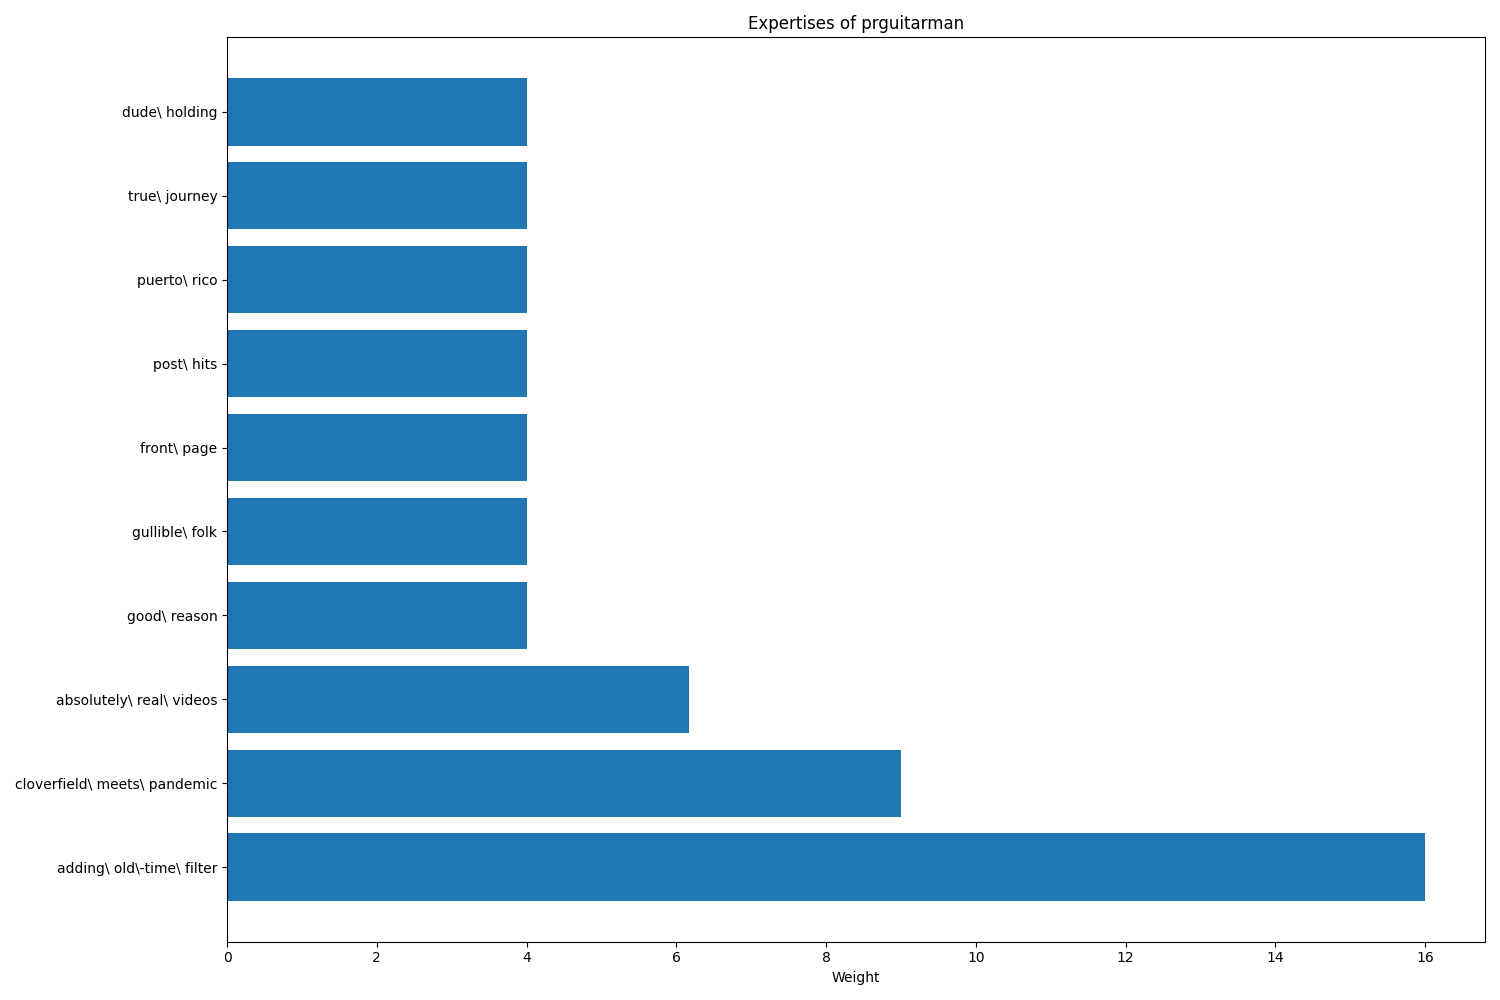 Expertises of prguitarman
dude\ holding
true\ journey
puerto\ rico
post\ hits
front\ page
gullible\ folk
good\ reason
absolutely\ real\ videos
cloverfield\ meets\ pandemic
adding\ old\-time\ filter
0 2 4 6 8 10 12 14 16
Weight